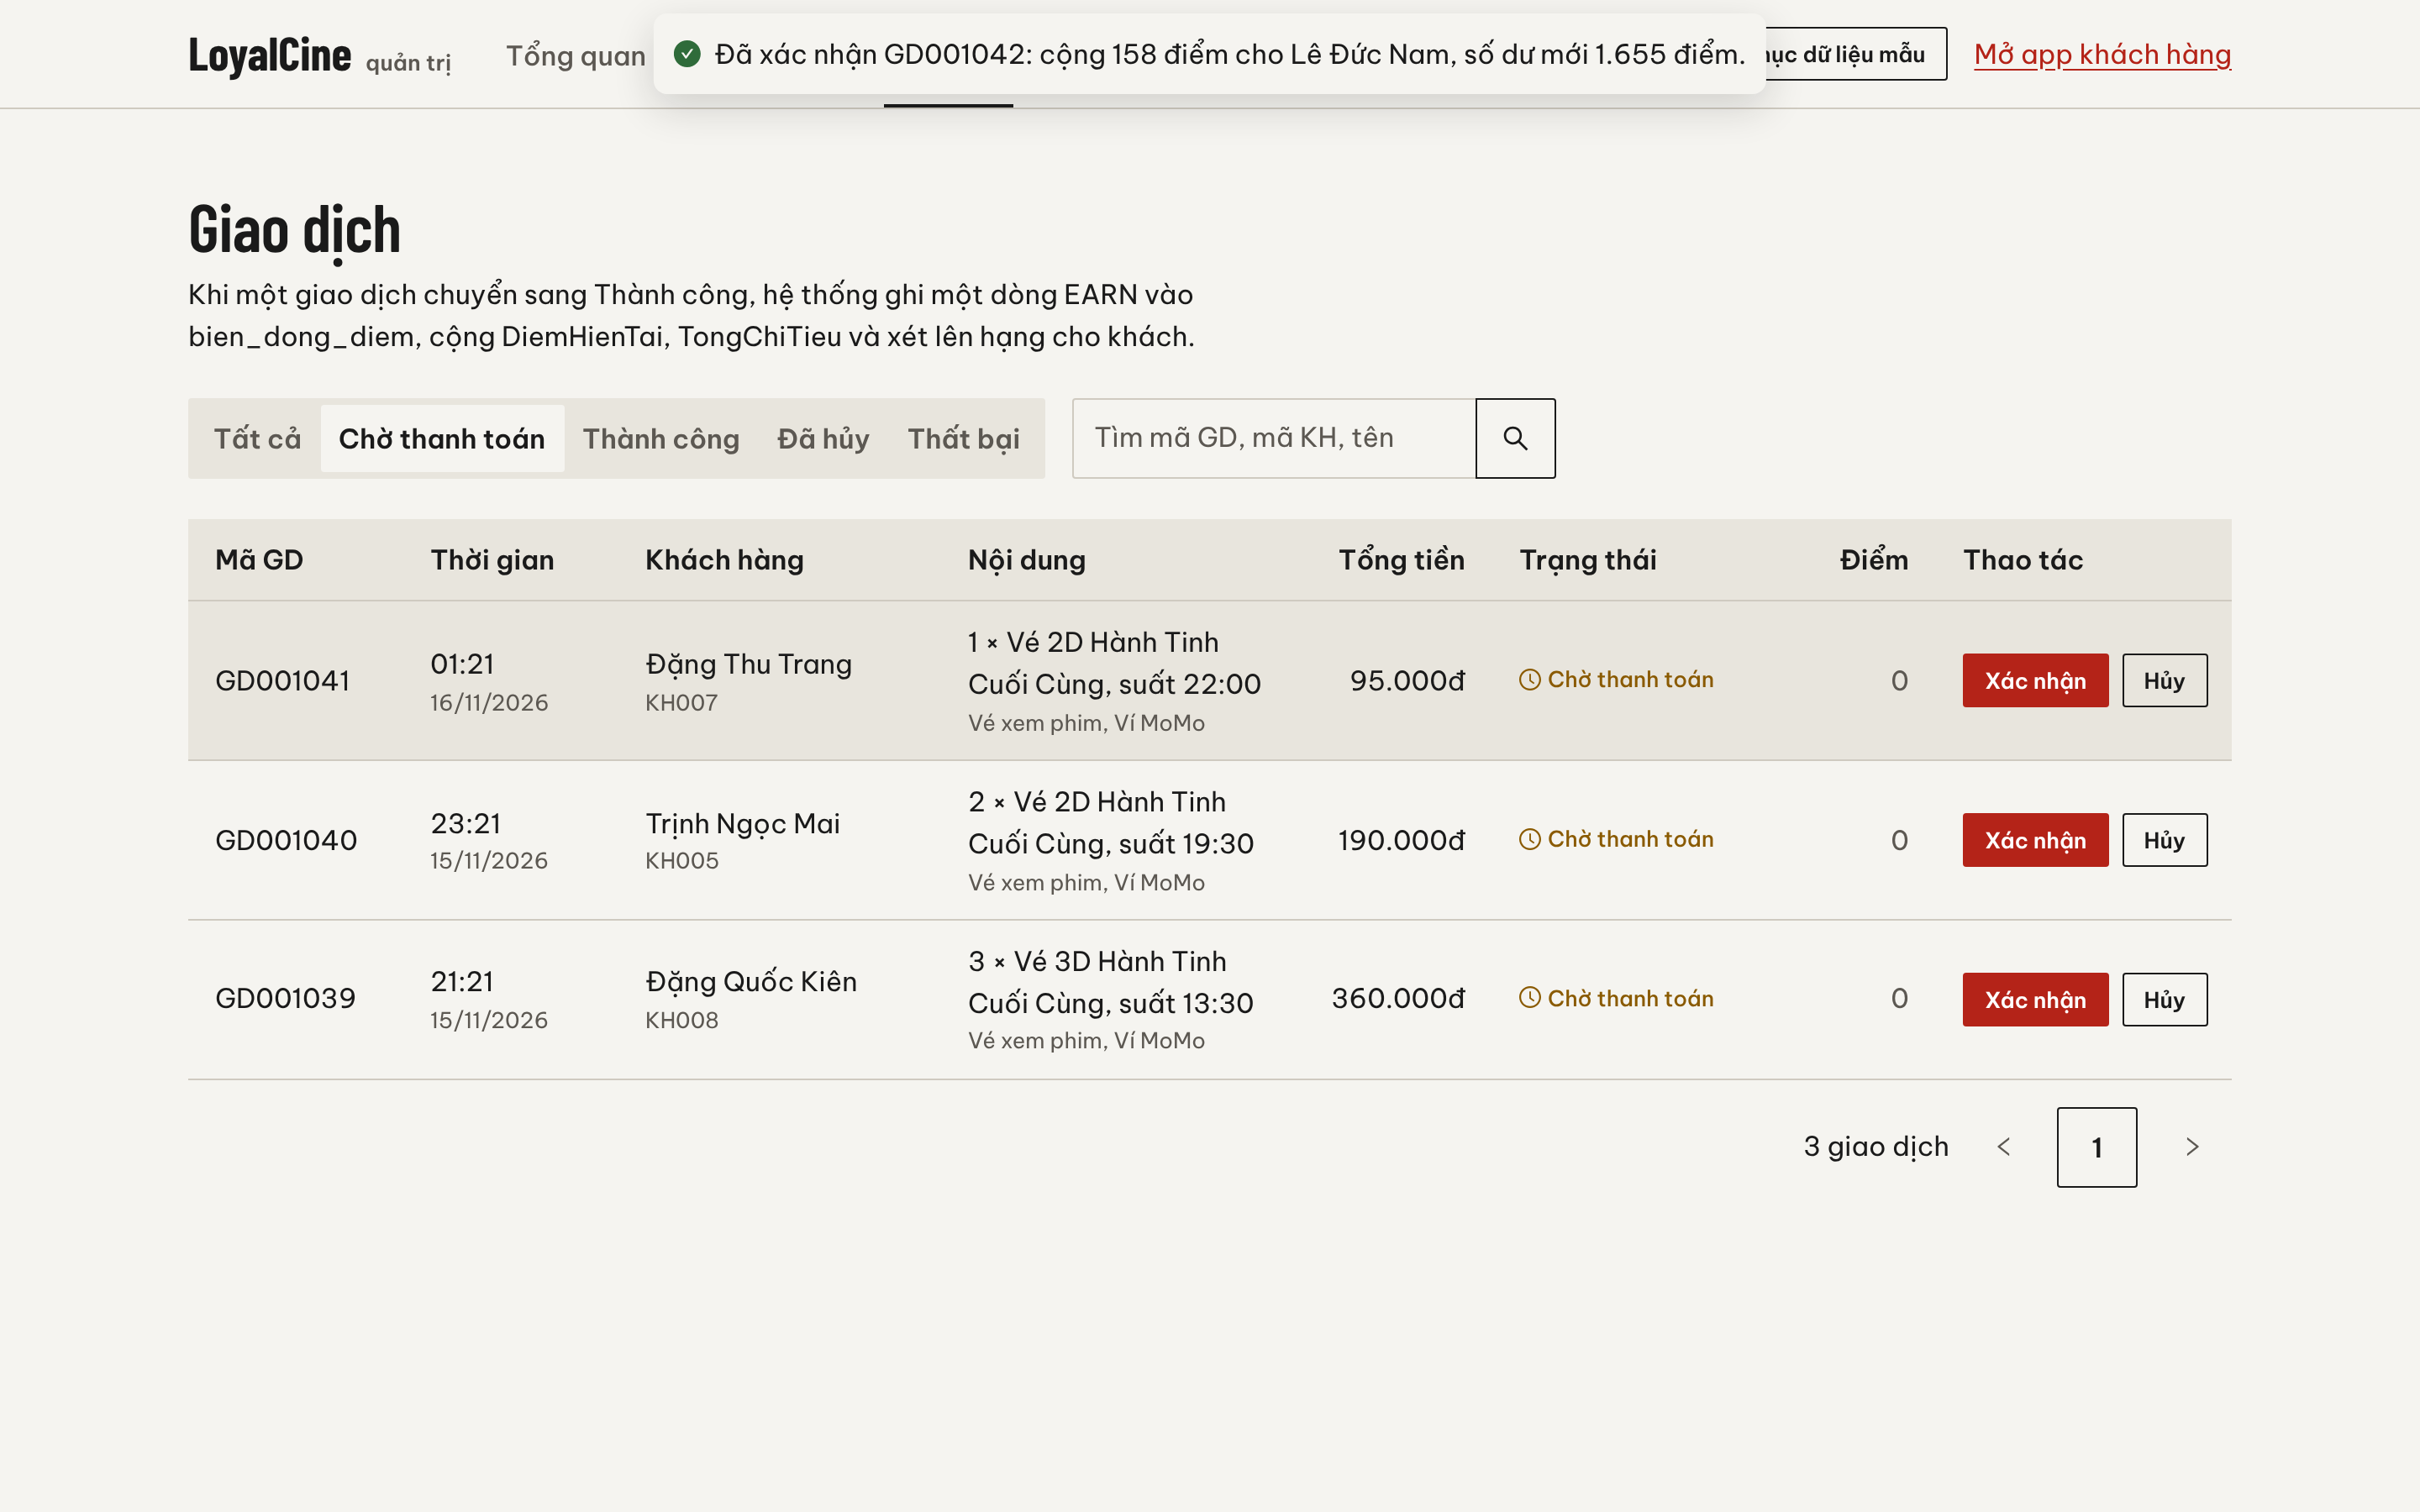 LoyalCine quản trị
Tổng quan
Đã xác nhận GD001042: cộng 158 điểm cho Lê Đức Nam, số dư mới 1.655 điểm.
dữ liệu mẫu
Mở app khách hàng
Giao dịch
Khi một giao dịch chuyển sang Thành công, hệ thống ghi một dòng EARN vào
bien_dong_diem, cộng DiemHienTai, TongChiTieu và xét lên hạng cho khách.
Tất cả Chờ thanh toán Thành công Đã hủy Thất bại
Tìm mã GD, mã KH, tên
Mã GD Thời gian Khách hàng Nội dung Tổng tiền Trạng thái Điểm Thao tác
GD001041
01:21
16/11/2026
Đặng Thu Trang
KH007
1 × Vé 2D Hành Tinh
Cuối Cùng, suất 22:00
Vé xem phim, Ví MoMo
95.000đ
Chờ thanh toán
0
Xác nhận Hủy
GD001040
23:21
15/11/2026
Trịnh Ngọc Mai
KH005
2 × Vé 2D Hành Tinh
Cuối Cùng, suất 19:30
Vé xem phim, Ví MoMo
190.000đ
Chờ thanh toán
0
Xác nhận Hủy
GD001039
21:21
15/11/2026
Đặng Quốc Kiên
KH008
3 × Vé 3D Hành Tinh
Cuối Cùng, suất 13:30
Vé xem phim, Ví MoMo
360.000đ
Chờ thanh toán
0
Xác nhận Hủy
3 giao dịch
1